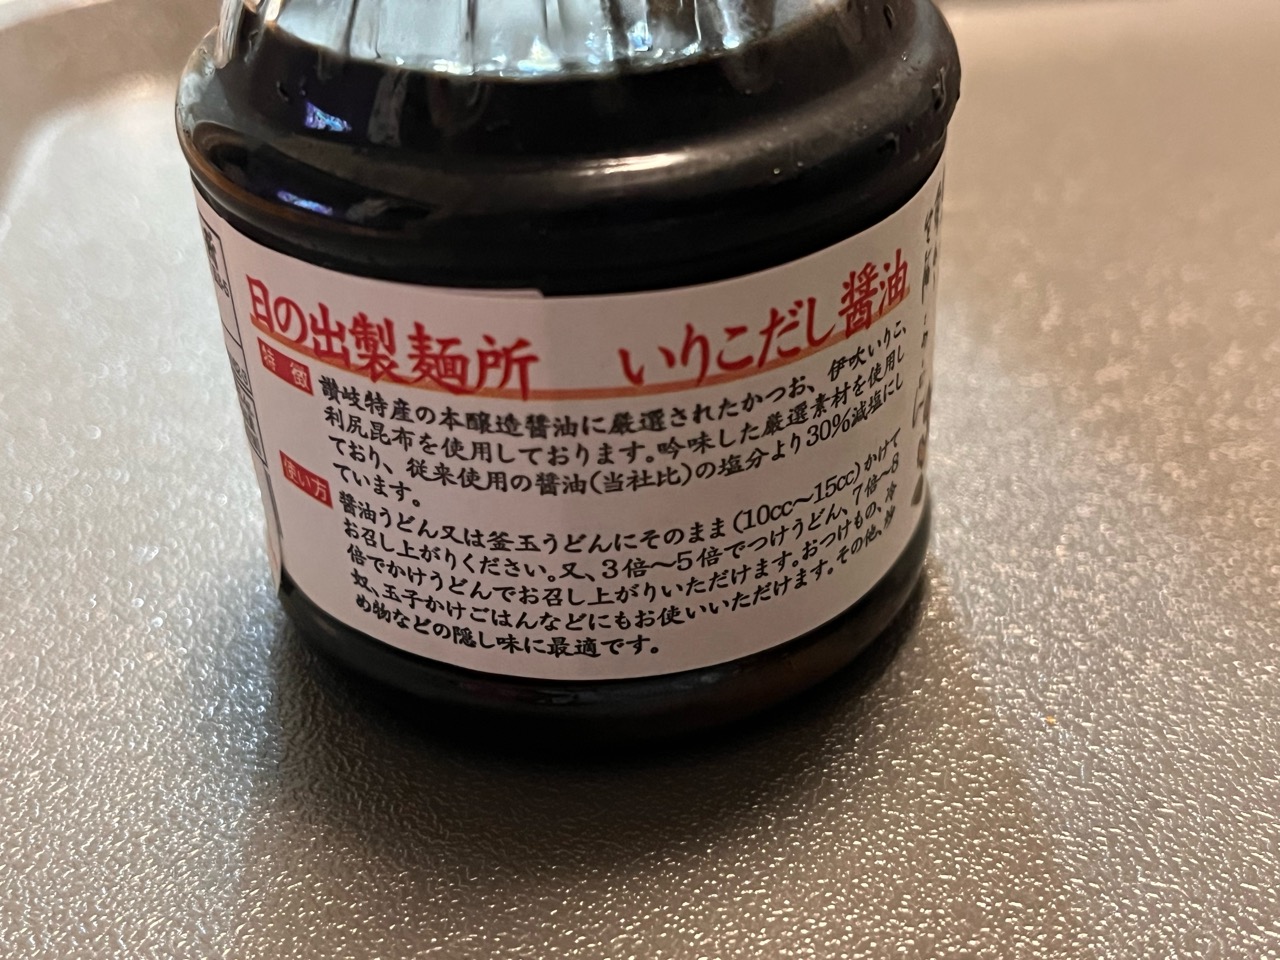 日の出製麺所 いりこだし醤油
特徴
讃岐特産の本醸造醤油に厳選されたかつお、伊吹いりこ、
利尻昆布を使用しております。吟味した厳選素材を使用し
ており、従来使用の醤油(当社比)の塩分より30%減塩にし
ています。
使い方
醤油うどん又は釜玉うどんにそのまま(10cc〜15cc)かけて
お召し上がりください。又、3倍〜5倍でつけうどん、7倍〜8
倍でかけうどんでお召し上がりいただけます。おつけもの、冷
奴、玉子かけごはんなどにもお使いいただけます。その他、炒
め物などの隠し味に最適です。